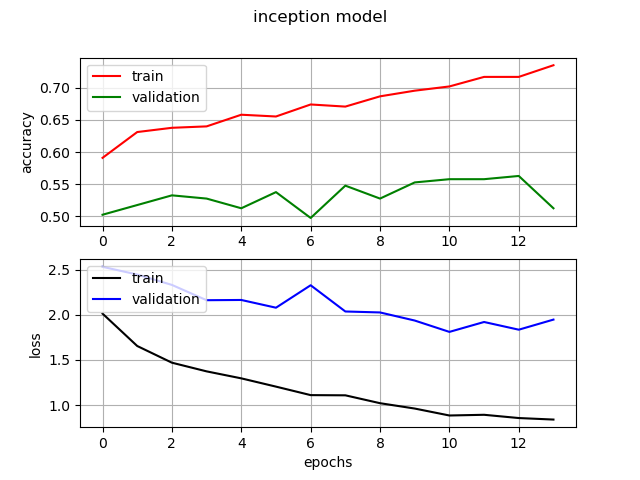 inception model
accuracy
0.70
0.65
0.60
0.55
0.50
train
validation
0 2 4 6 8 10 12
loss
2.5
2.0
1.5
1.0
train
validation
0 2 4 6 8 10 12
epochs